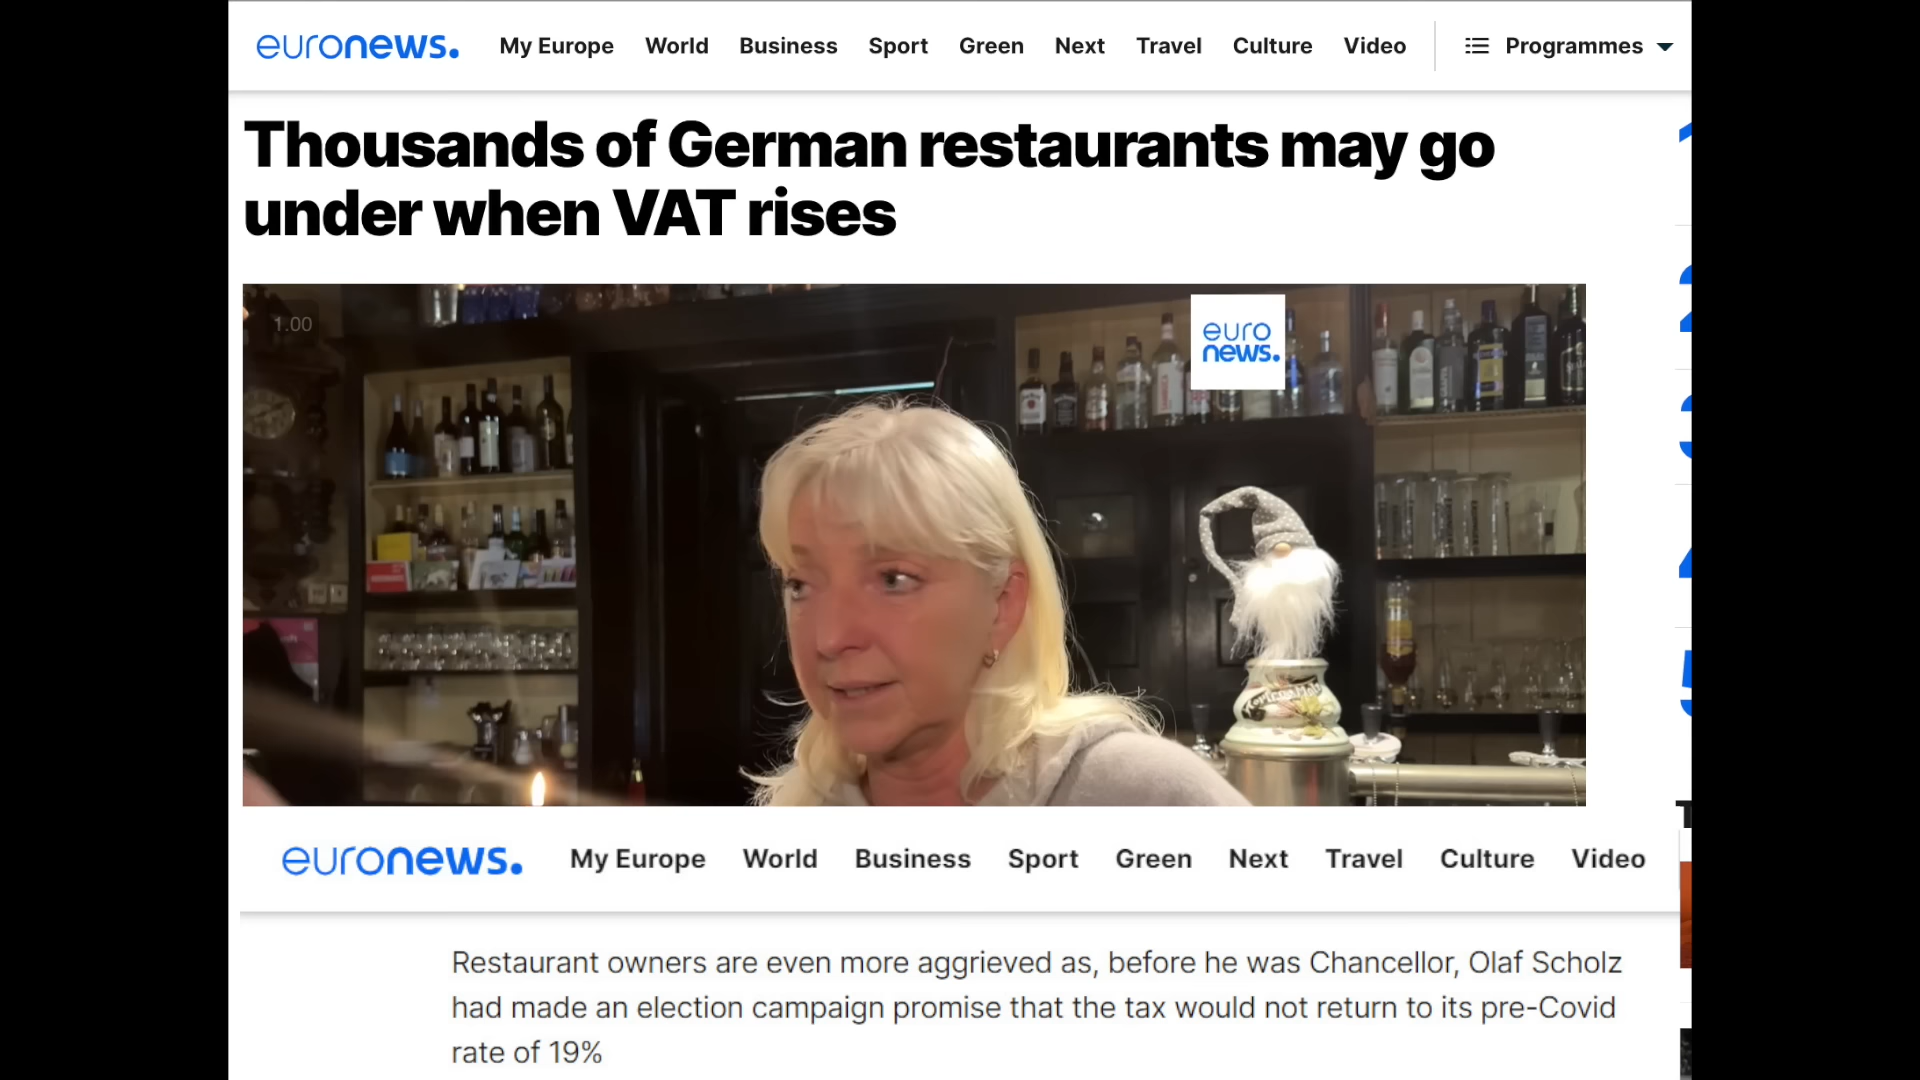 euronews. My Europe World Business Sport Green Next Travel Culture Video Programmes
Thousands of German restaurants may go
under when VAT rises
1.00
euro
news.
euronews. My Europe World Business Sport Green Next Travel Culture Video
Restaurant owners are even more aggrieved as, before he was Chancellor, Olaf Scholz
had made an election campaign promise that the tax would not return to its pre-Covid
rate of 19%